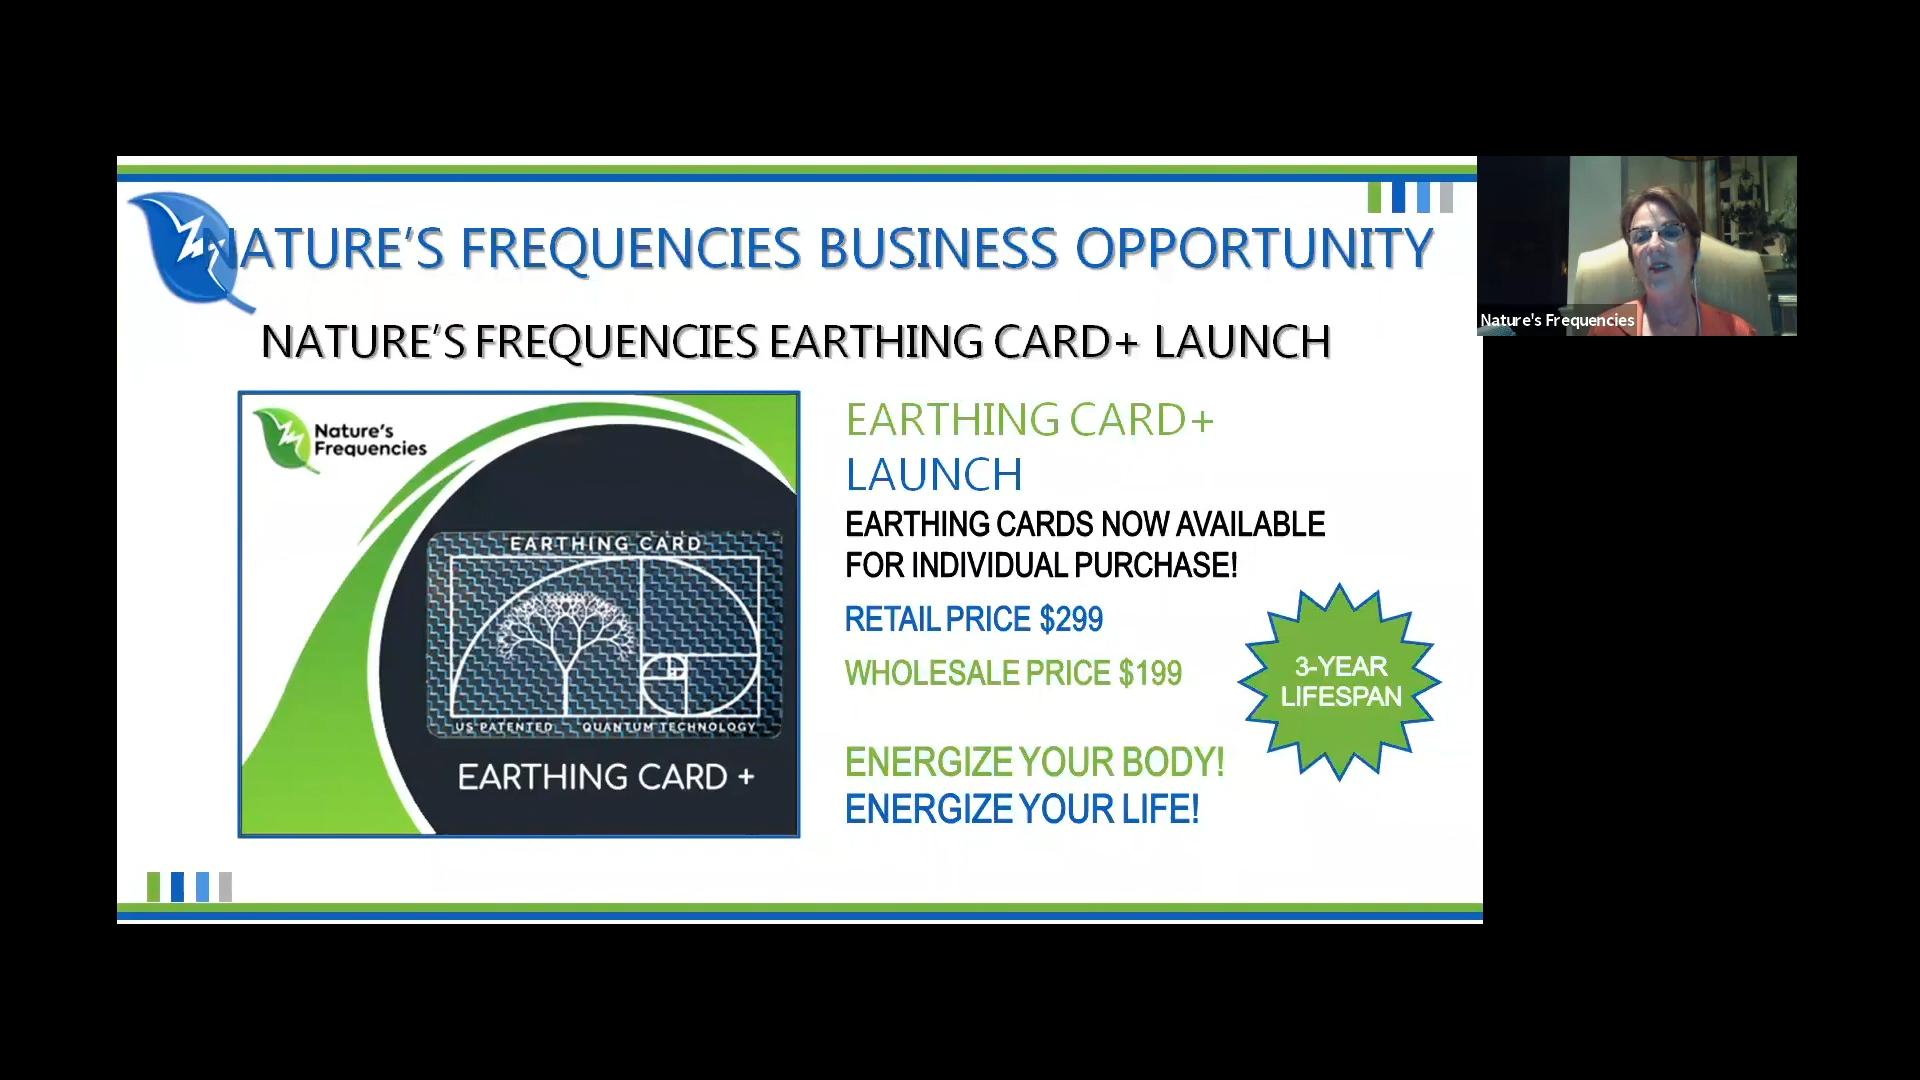 NATURE'S FREQUENCIES BUSINESS OPPORTUNITY
NATURE'S FREQUENCIES EARTHING CARD+ LAUNCH
Nature's
Frequencies
EARTHING CARD
US PATENTED QUANTUM TECHNOLOGY
EARTHING CARD +
EARTHING CARD+
LAUNCH
EARTHING CARDS NOW AVAILABLE
FOR INDIVIDUAL PURCHASE!
RETAIL PRICE $299
WHOLESALE PRICE $199
3-YEAR
LIFESPAN
ENERGIZE YOUR BODY!
ENERGIZE YOUR LIFE!
Nature's Frequencies